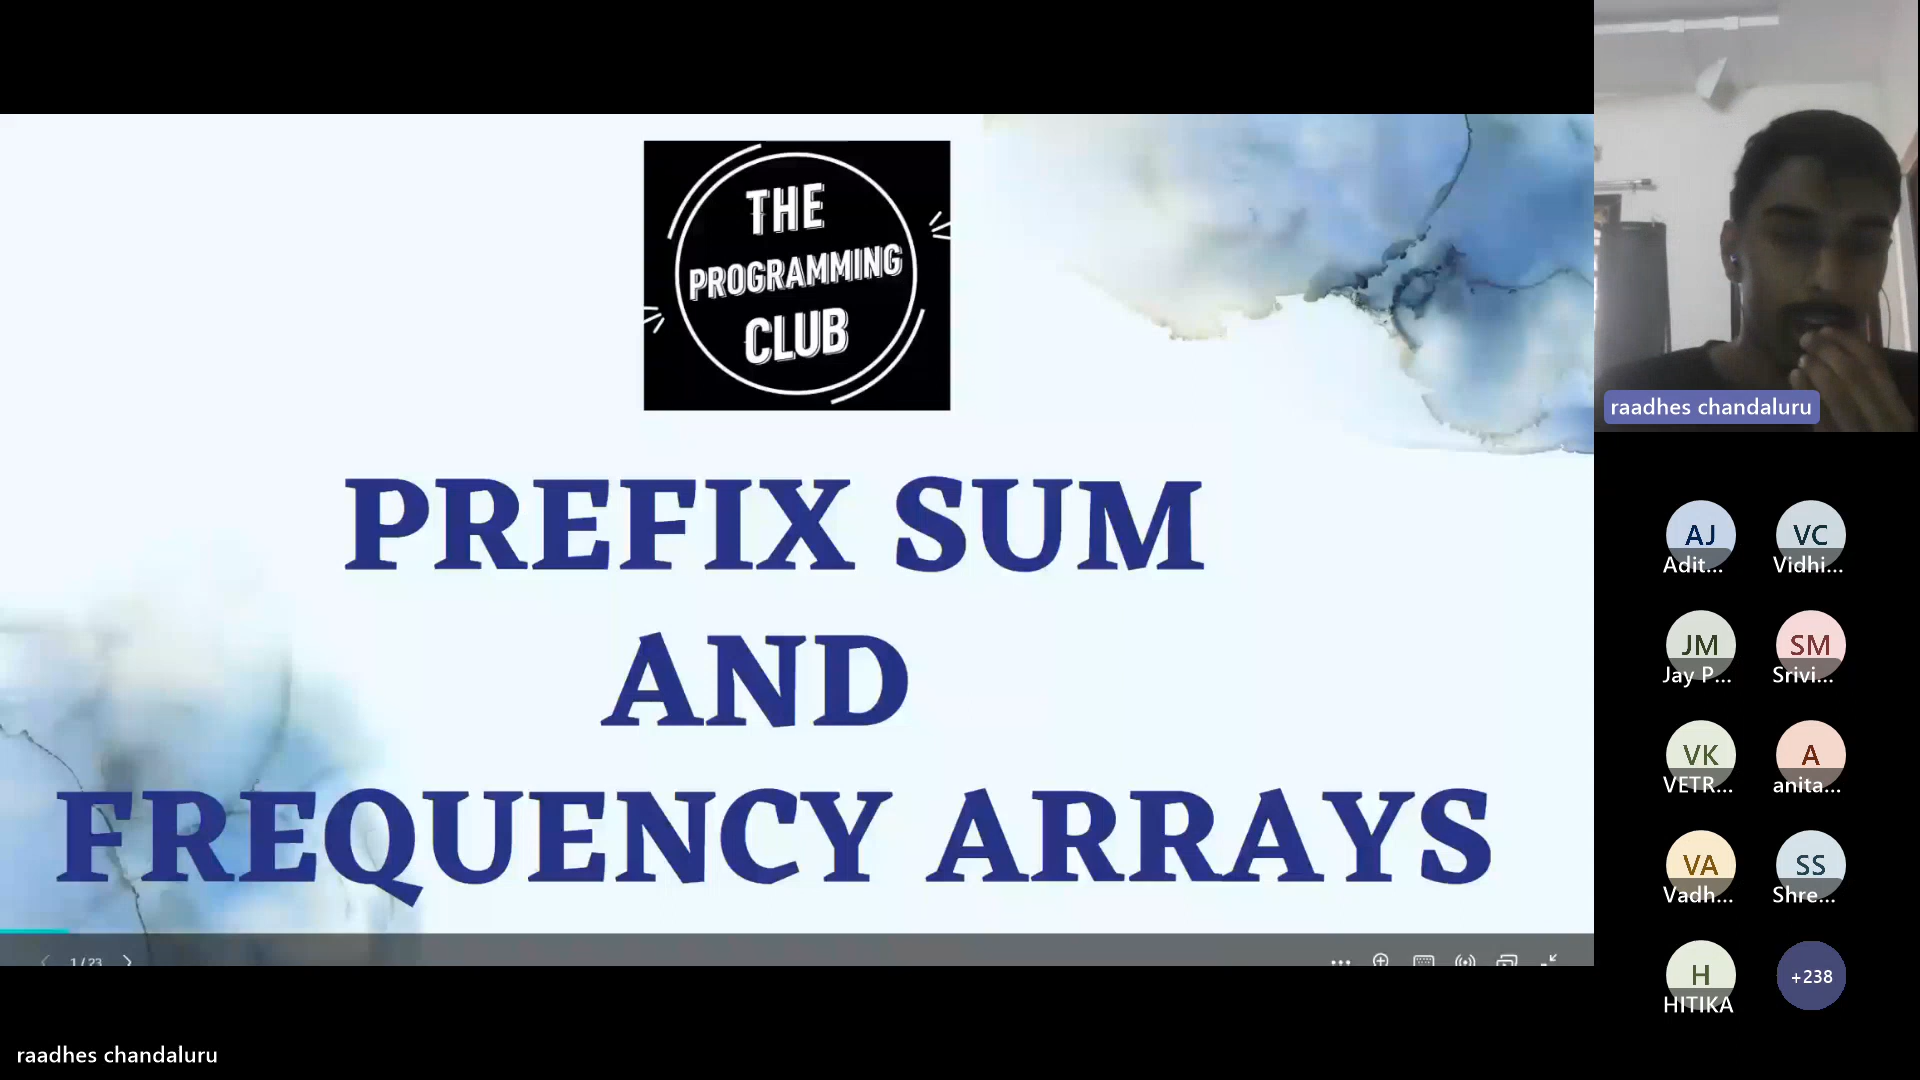 THE
PROGRAMMING
CLUB
PREFIX SUM
AND
FREQUENCY ARRAYS
1 / 23
raadhes chandaluru
AJ
Adit...
VC
Vidhi...
JM
Jay P...
SM
Srivi...
VK
VETR...
A
anita...
VA
Vadh...
SS
Shre...
H
HITIKA
+238
raadhes chandaluru